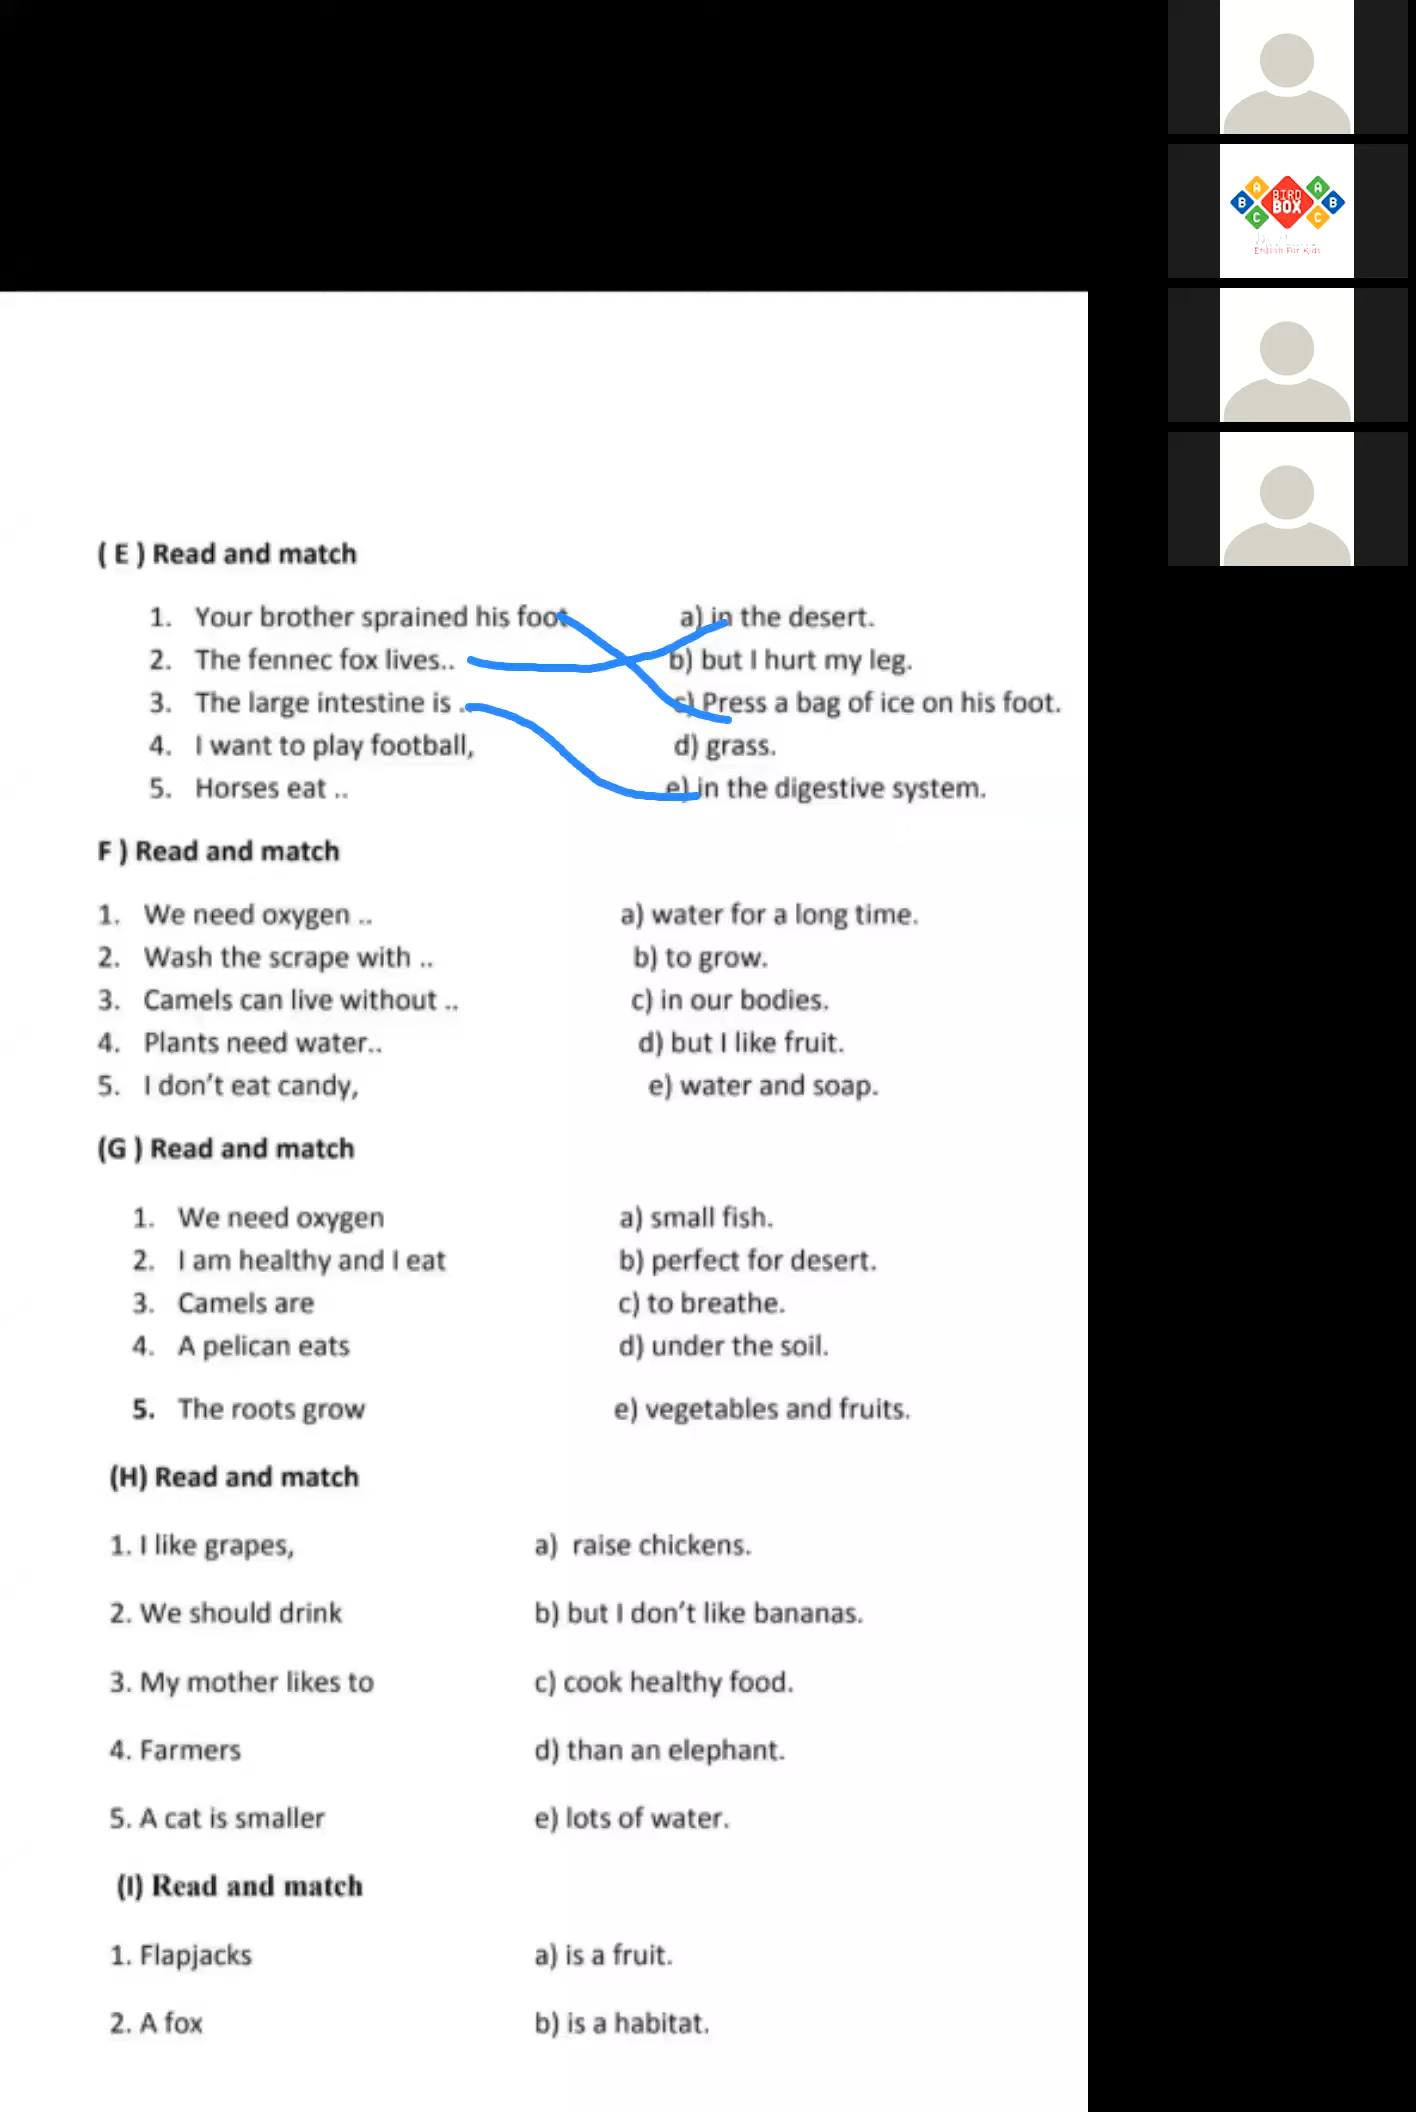 A
B
C
BIRD
BOX
A
B
C
English For Kids
( E ) Read and match
1. Your brother sprained his foot a) in the desert.
2. The fennec fox lives.. b) but I hurt my leg.
3. The large intestine is .. c) Press a bag of ice on his foot.
4. I want to play football, d) grass.
5. Horses eat .. e) in the digestive system.
F ) Read and match
1. We need oxygen .. a) water for a long time.
2. Wash the scrape with .. b) to grow.
3. Camels can live without .. c) in our bodies.
4. Plants need water.. d) but I like fruit.
5. I don't eat candy, e) water and soap.
(G ) Read and match
1. We need oxygen a) small fish.
2. I am healthy and I eat b) perfect for desert.
3. Camels are c) to breathe.
4. A pelican eats d) under the soil.
5. The roots grow e) vegetables and fruits.
(H) Read and match
1. I like grapes, a) raise chickens.
2. We should drink b) but I don't like bananas.
3. My mother likes to c) cook healthy food.
4. Farmers d) than an elephant.
5. A cat is smaller e) lots of water.
(I) Read and match
1. Flapjacks a) is a fruit.
2. A fox b) is a habitat.